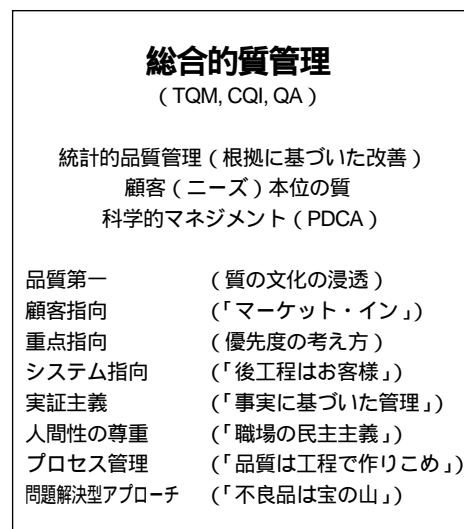 総合的質管理
（TQM, CQI, QA）
統計的品質管理（根拠に基づいた改善）
顧客（ニーズ）本位の質
科学的マネジメント（PDCA）
品質第一　（質の文化の浸透）
顧客指向　（「マーケット・イン」）
重点指向　（優先度の考え方）
システム指向　（「後工程はお客様」）
実証主義　（「事実に基づいた管理」）
人間性の尊重　（「職場の民主主義」）
プロセス管理　（「品質は工程で作りこめ」）
問題解決型アプローチ　（「不良品は宝の山」）